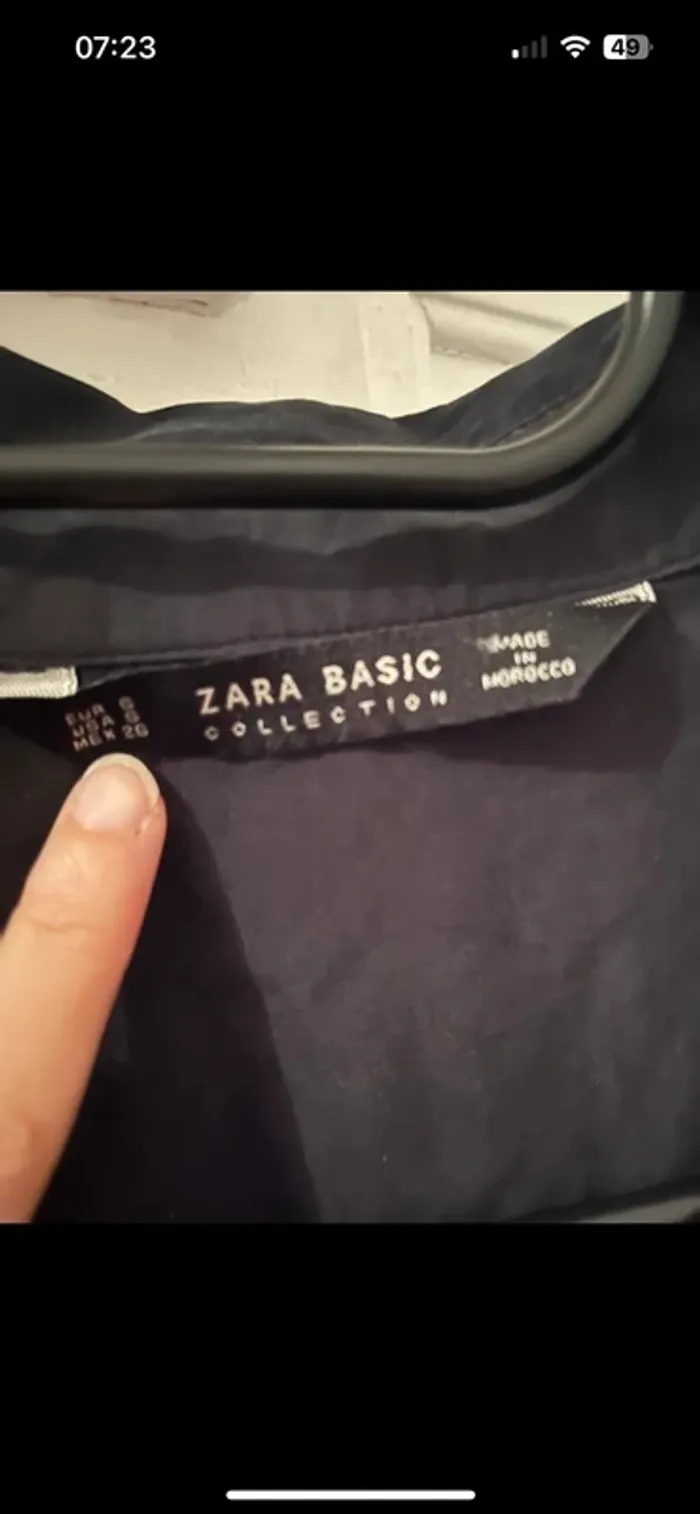 07:23
49
EUR S
USA S
MEX 26
ZARA BASIC
COLLECTION
MADE
IN
MOROCCO